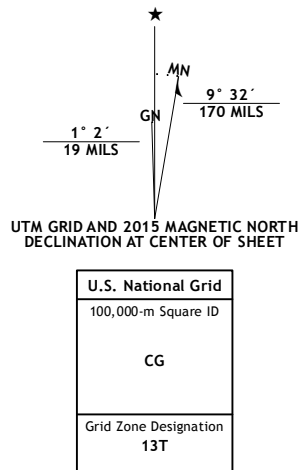 MN
GN
9° 32´
170 MILS
1° 2´
19 MILS
UTM GRID AND 2015 MAGNETIC NORTH
DECLINATION AT CENTER OF SHEET
U.S. National Grid
100,000-m Square ID
CG
Grid Zone Designation
13T